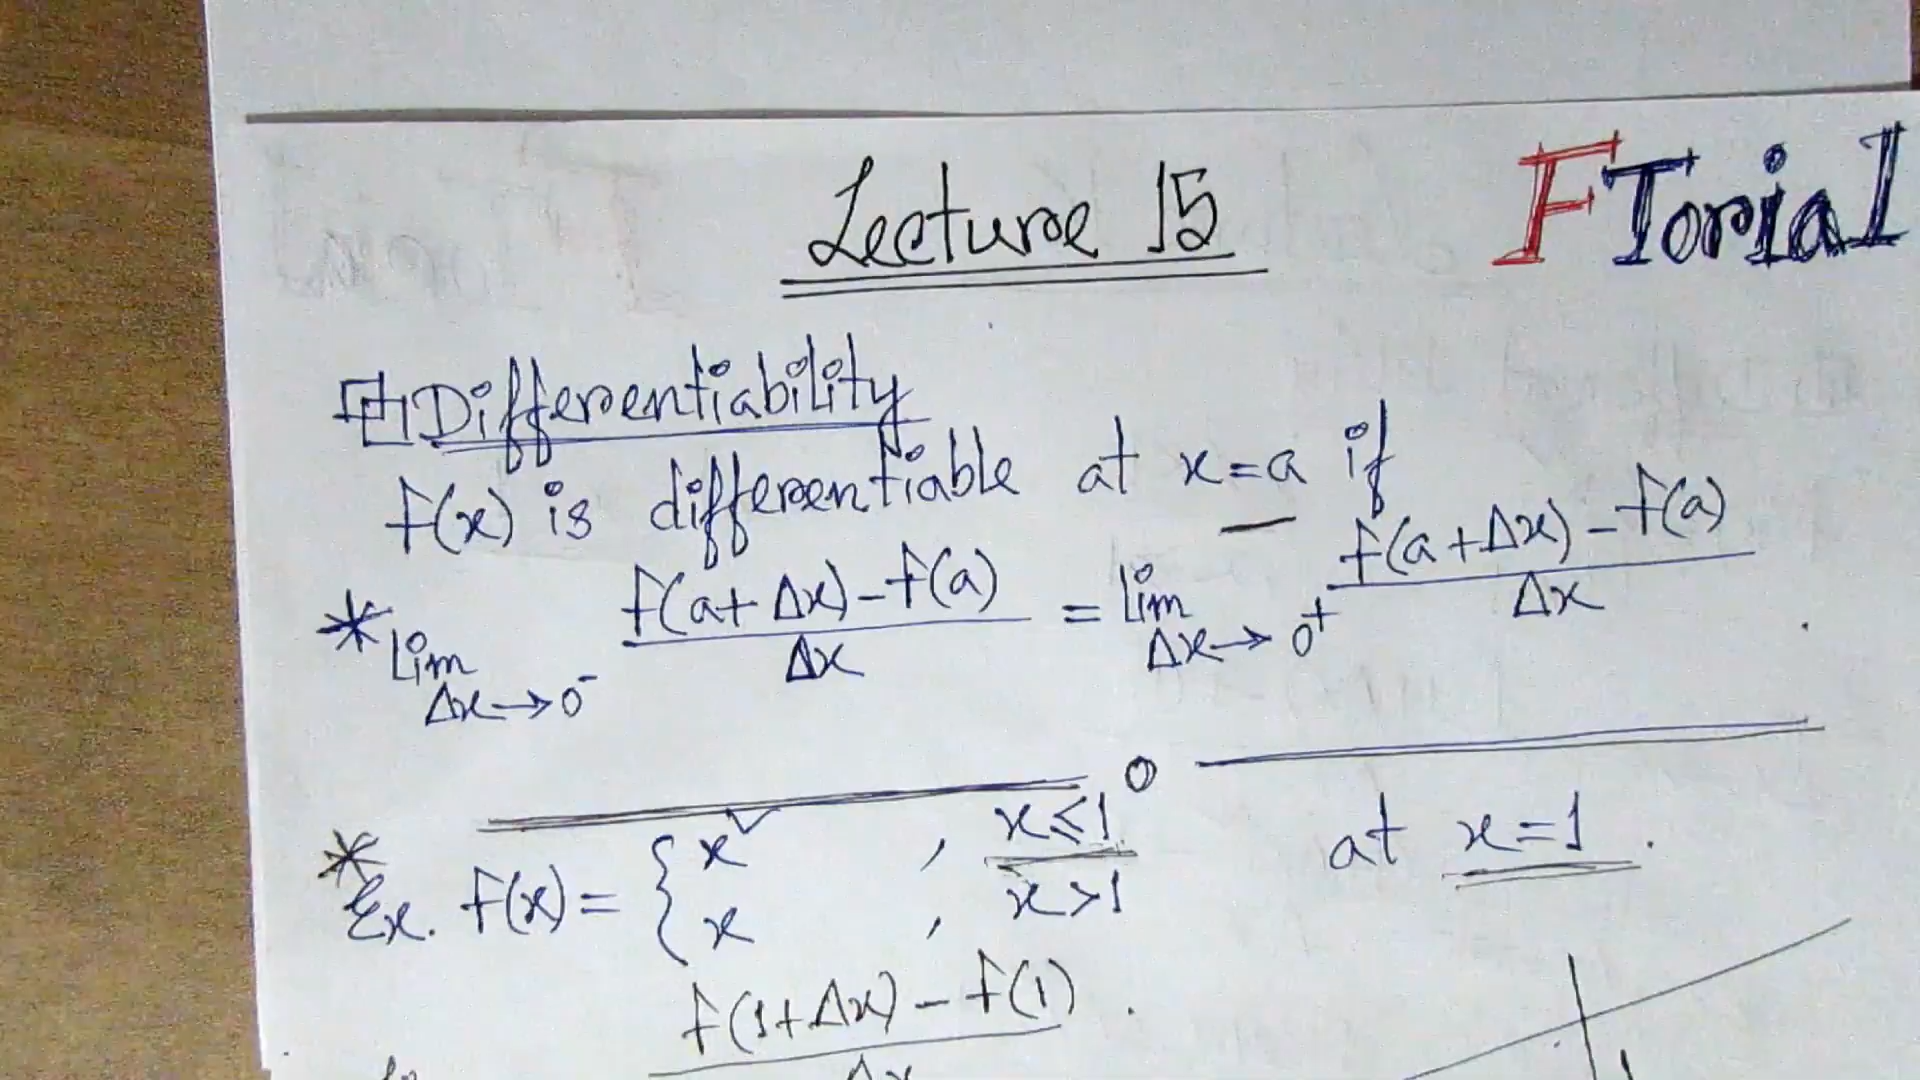 Lecture 15
FTorial
Differentiability
f(x) is differentiable at x=a if
* lim Δx→0⁻ f(a+Δx)-f(a) / Δx = lim Δx→0⁺ f(a+Δx)-f(a) / Δx
* Ex. f(x) = { x² , x≤1 at x=1.
x , x>1
f(1+Δx) - f(1)
Δx